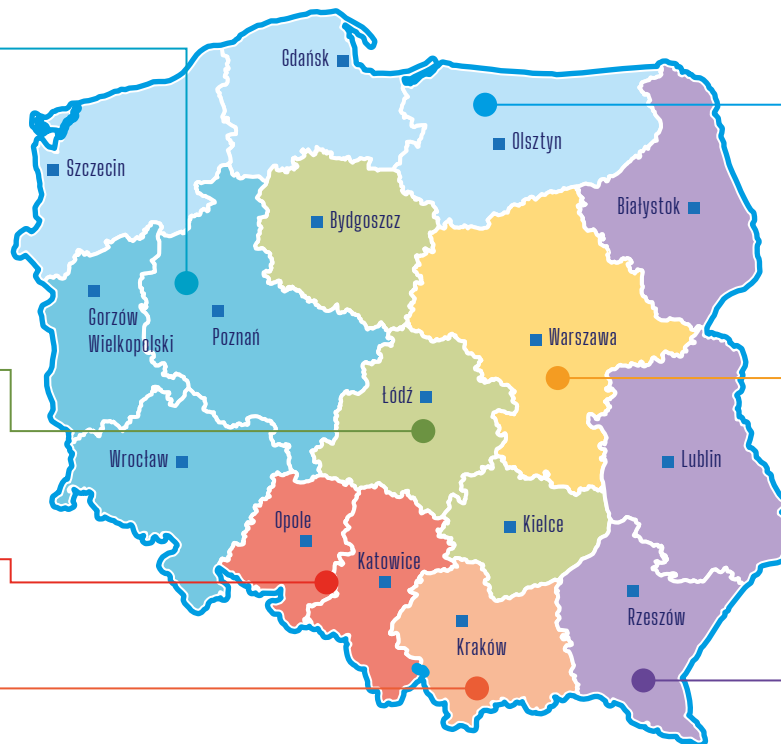 Gdańsk
Olsztyn
Szczecin
Białystok
Bydgoszcz
Gorzów
Wielkopolski
Poznań
Warszawa
Łódź
Wrocław
Lublin
Opole
Kielce
Katowice
Rzeszów
Kraków